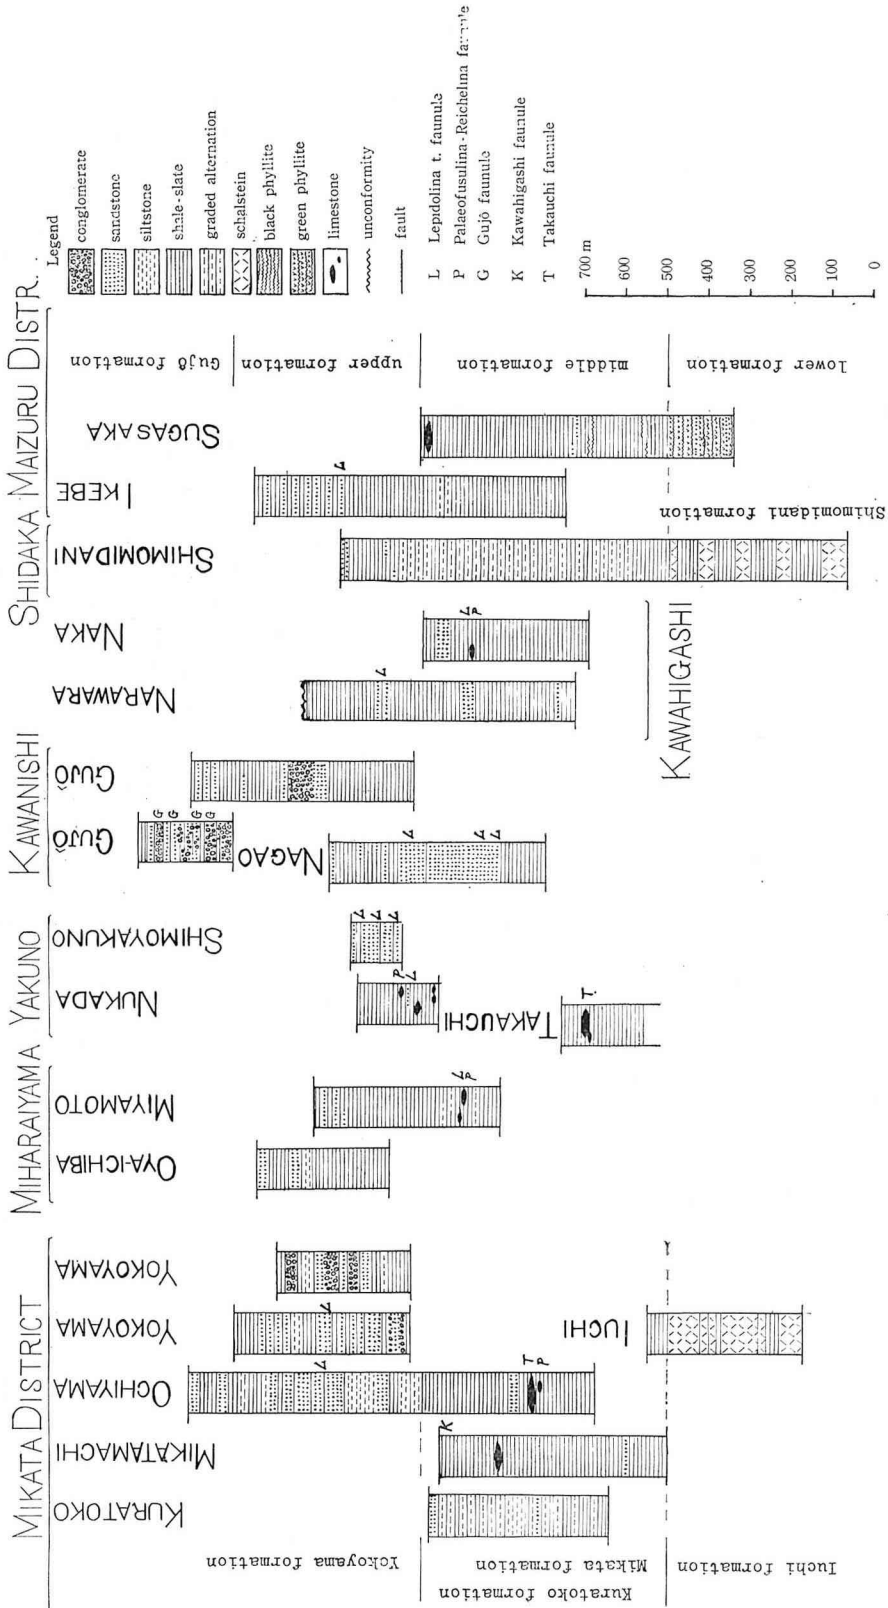 MIKATA DISTRICT
MIHARAIYAMA
YAKUNO
KAWANISHI
SHIDAKA
MAIZURU DISTR.
KURATOKO
MIKATAMACHI
OCHIYAMA
YOKOYAMA
YOKOYAMA
OYA-ICHIBA
MIYAMOTO
NUKADA
SHIMOYAKUNO
GUJŌ
GUJŌ
NARAWARA
NAKA
SHIMOMIDANI
IKEBE
SUGASAKA
NAGAO
TAKAUCHI
IUCHI
KAWAHIGASHI
Yokoyama formation
Kuratoko formation
Mikata formation
Iuchi formation
Gujō formation
upper formation
middle formation
lower formation
Shimomidani formation
K
L
T
P
L
L
P
P
L
T.
L
L
L
G
G
G
G
L
L
L
L
L
P
L
Legend
conglomerate
sandstone
siltstone
shale-slate
graded alternation
schalstein
black phyllite
green phyllite
limestone
unconformity
fault
L Lepidolina t. faunule
P Palaeofusulina-Reichelina faunule
G Gujō faunule
K Kawahigashi faunule
T Takauchi faunule
700 m
600
500
400
300
200
100
0